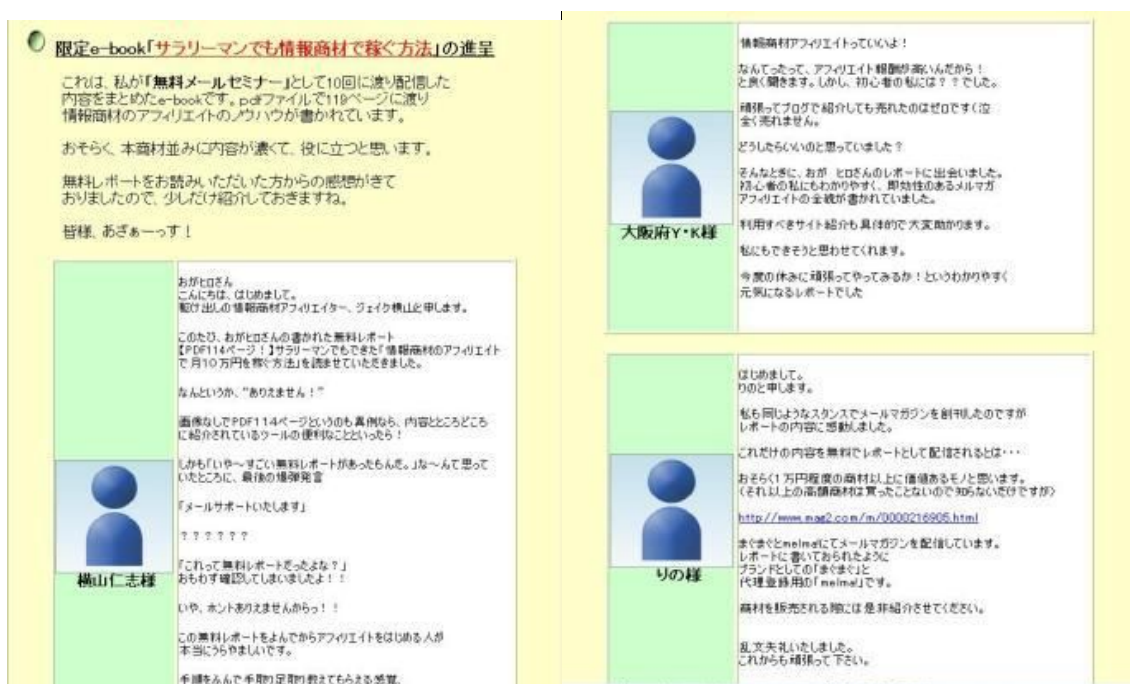 限定e-book「サラリーマンでも情報商材で稼ぐ方法」の進呈
これは、私が「無料メールセミナー」として10回に渡り配信した
内容をまとめたe-bookです。pdfファイルで119ページに渡り
情報商材のアフィリエイトのノウハウが書かれています。
おそらく、本商材並みに内容が濃くて、役に立つと思います。
無料レポートをお読みいただいた方からの感想がきて
おりましたので、少しだけ紹介しておきますね。
皆様、あざぁーっす！
おがヒロさん
こんにちは、はじめまして。
駆け出しの情報商材アフィリエイター、ジェイク横山と申します。
このたび、おがヒロさんの書かれた無料レポート
【PDF114ページ！】サラリーマンでもできた「情報商材のアフィリエイト
で月10万円を稼ぐ方法」を読ませていただきました。
なんというか、“ありえません！”
画像なしでPDF114ページというのも異例なら、内容ところどころ
に紹介されているツールの便利なことといったら！
しかも「いや～すごい無料レポートがあったもんだ。」な～んて思って
いたところに、最後の爆弾発言
「メールサポートいたします」
？？？？？？
「これって無料レポートだったよな？」
おもわず確認してしまいましたよ！！
いや、ホントありえませんからっ！！
この無料レポートをよんでからアフィリエイトをはじめる人が
本当にうらやましいです。
手順をふんで手取り足取り教えてもらえる感覚、
横山仁志様
情報商材アフィリエイトっていいよ！
なんてったって、アフィリエイト報酬が高いんだから！
と良く聞きます。しかし、初心者の私には？？でした。
頑張ってブログで紹介しても売れたのはゼロです(泣
全く売れません。
どうしたらいいのと思っていました？
そんなときに、おが ヒロさんのレポートに出会いました。
初心者の私にもわかりやすく、即効性のあるメルマガ
アフィリエイトの全貌が書かれていました。
利用すべきサイト紹介も具体的で大変助かります。
私にもできそうと思わせてくれます。
今度の休みに頑張ってやってみるか！というわかりやすく
元気になるレポートでした
大阪府Y・K様
はじめまして。
りのと申します。
私も同じようなスタンスでメールマガジンを創刊したのですが
レポートの内容に感動しました。
これだけの内容を無料でレポートとして配信されるとは・・・
おそらく1万円程度の商材以上に価値あるモノと思います。
（それ以上の高額商材は買ったことないので知らないだけですが）
http://www.mag2.com/m/0000216905.html
まぐまぐとmelmaにてメールマガジンを配信しています。
レポートに書いておられたように
ブランドとしての「まぐまぐ」と
代理登録用の「melma!」です。
商材を販売される際には是非紹介させてください。
乱文失礼いたしました。
これからも頑張って下さい。
りの様